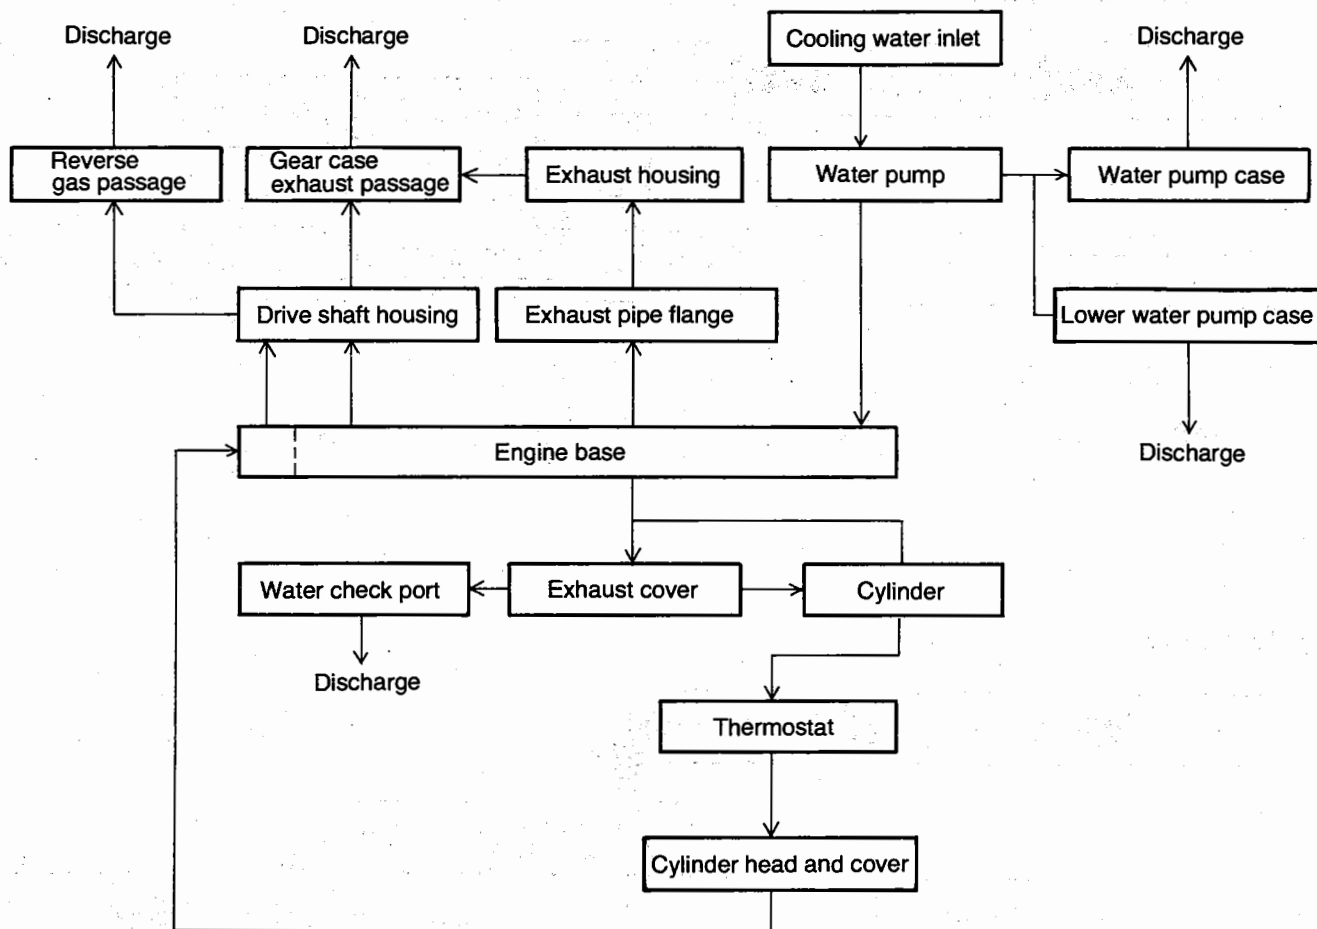 Discharge
Discharge
Cooling water inlet
Discharge
Reverse
gas passage
Gear case
exhaust passage
Exhaust housing
Water pump
Water pump case
Drive shaft housing
Exhaust pipe flange
Lower water pump case
Engine base
Discharge
Water check port
Exhaust cover
Cylinder
Discharge
Thermostat
Cylinder head and cover